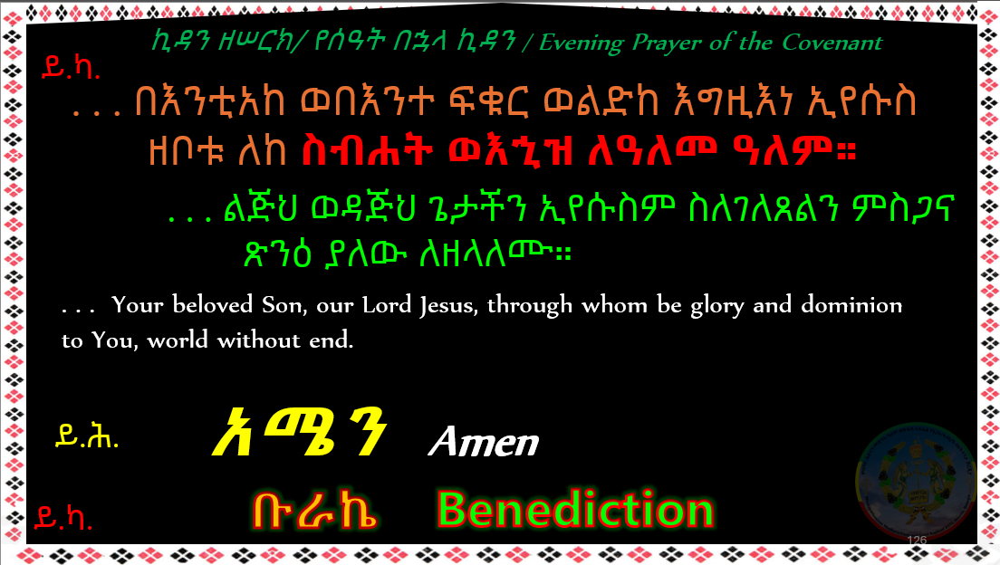 ኪዳን ዘሠርክ/ የሰዓት በኋላ ኪዳን / Evening Prayer of the Covenant
ይ.ካ.
. . . በእንቲአከ ወበእንተ ፍቁር ወልድከ እግዚእነ ኢየሱስ
ዘቦቱ ለከ ስብሐት ወእኂዝ ለዓለመ ዓለም።
. . . ልጅህ ወዳጅህ ጌታችን ኢየሱስም ስለገለጸልን ምስጋና
ጽንዕ ያለው ለዘላለሙ።
. . . Your beloved Son, our Lord Jesus, through whom be glory and dominion
to You, world without end.
ይ.ሕ. አሜን Amen
ይ.ካ. ቡራኬ Benediction
126